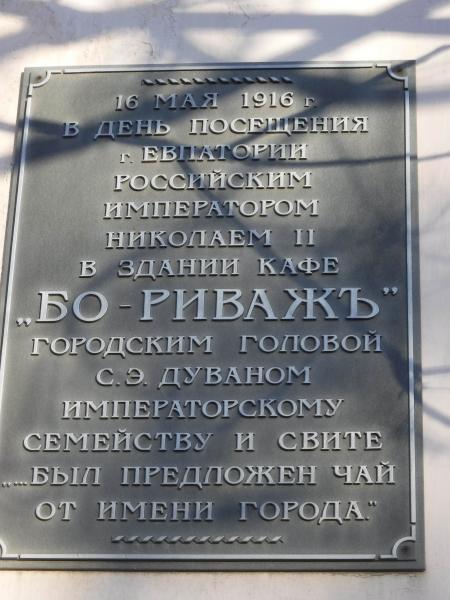 16 МАЯ 1916 г
В ДЕНЬ ПОСЕЩЕНИЯ
г. ЕВПАТОРИИ
РОССИЙСКИМ
ИМПЕРАТОРОМ
НИКОЛАЕМ II
В ЗДАНИИ КАФЕ
„БО-РИВАЖЪ”
ГОРОДСКИМ ГОЛОВОЙ
С.Э. ДУВАНОМ
ИМПЕРАТОРСКОМУ
СЕМЕЙСТВУ И СВИТЕ
„...БЫЛ ПРЕДЛОЖЕН ЧАЙ
ОТ ИМЕНИ ГОРОДА.”